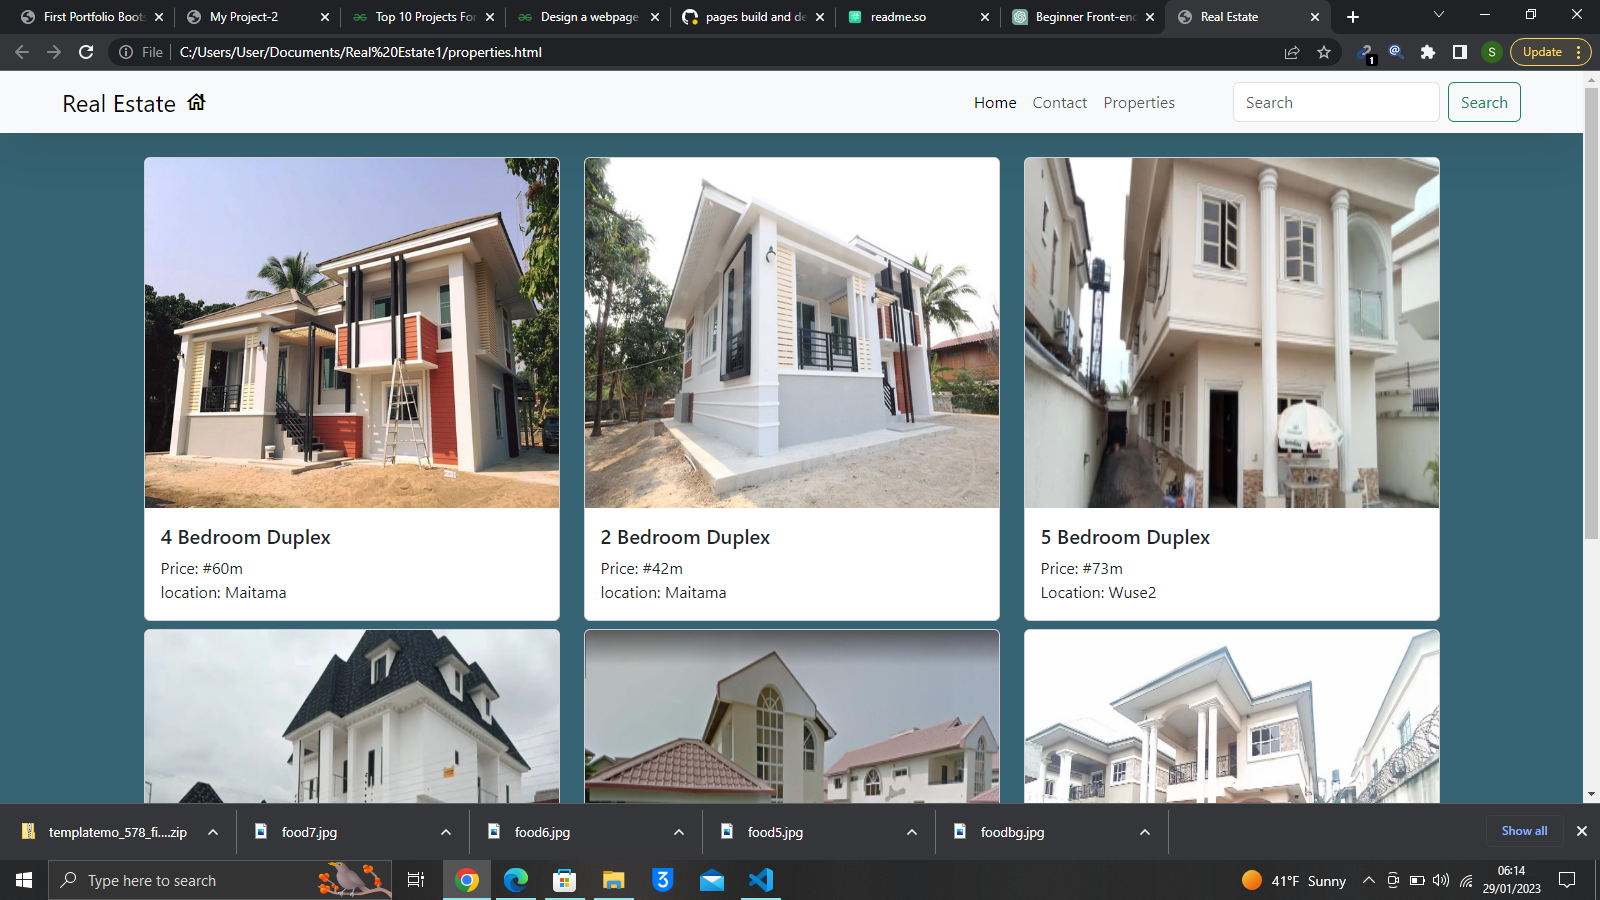 First Portfolio Boots
My Project-2
Top 10 Projects For
Design a webpage
pages build and de
readme.so
Beginner Front-end
Real Estate
File
C:/Users/User/Documents/Real%20Estate1/properties.html
1
S
Update
Real Estate
Home
Contact
Properties
Search
Search
4 Bedroom Duplex
Price: #60m
location: Maitama
2 Bedroom Duplex
Price: #42m
location: Maitama
5 Bedroom Duplex
Price: #73m
Location: Wuse2
templatemo_578_fi....zip
food7.jpg
food6.jpg
food5.jpg
foodbg.jpg
Show all
Type here to search
3
41°F Sunny
06:14
29/01/2023